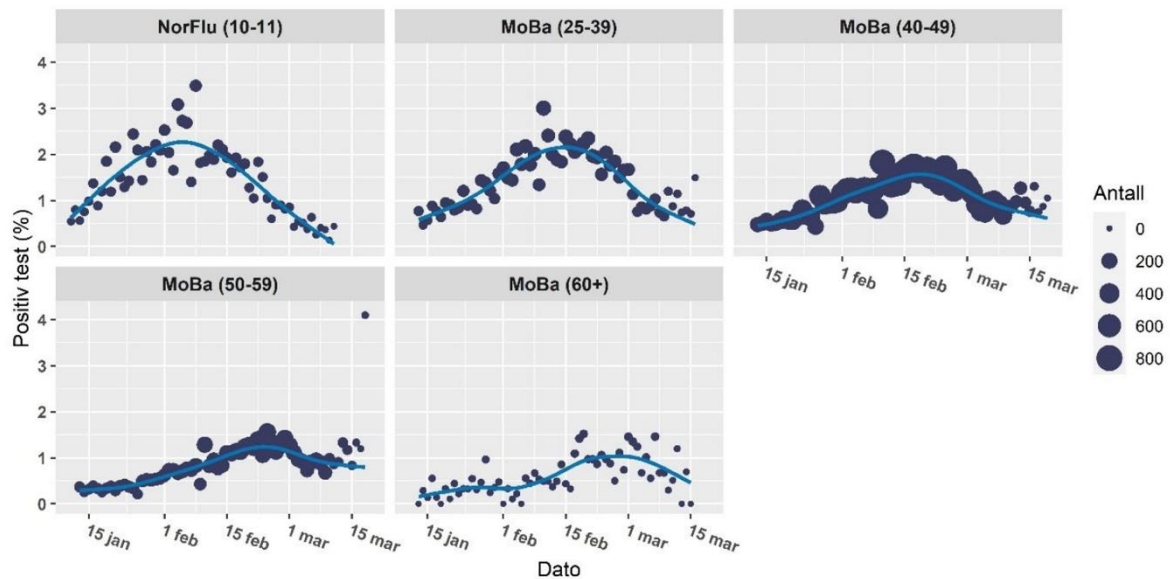 NorFlu (10-11) MoBa (25-39) MoBa (40-49)
4
3
2
1
0
Antall
0
200
400
600
800
15 jan 1 feb 15 feb 1 mar 15 mar
MoBa (50-59) MoBa (60+)
Positiv test (%)
4
3
2
1
0
15 jan 1 feb 15 feb 1 mar 15 mar 15 jan 1 feb 15 feb 1 mar 15 mar
Dato